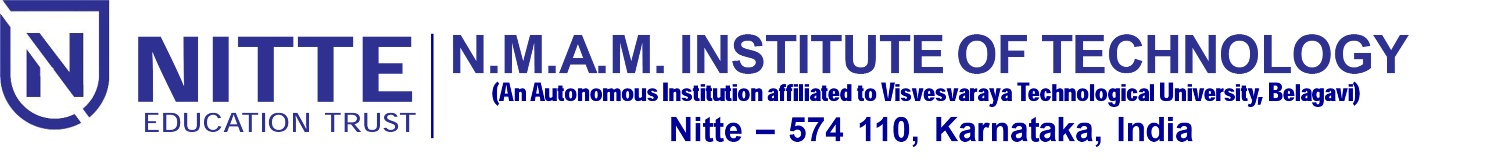 N
NITTE
EDUCATION TRUST
N.M.A.M. INSTITUTE OF TECHNOLOGY
(An Autonomous Institution affiliated to Visvesvaraya Technological University, Belagavi)
Nitte – 574 110, Karnataka, India